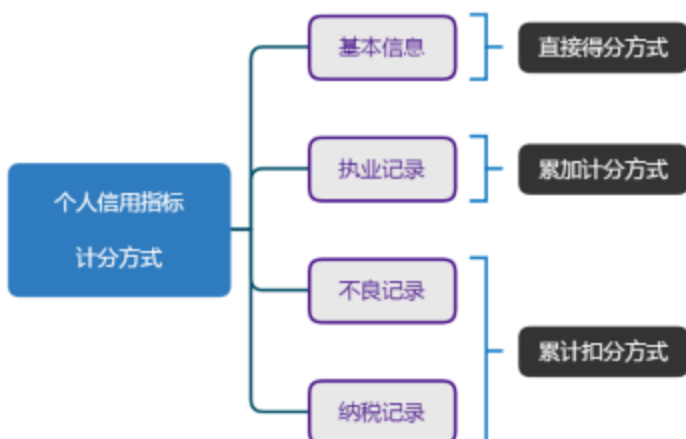 个人信用指标
计分方式
基本信息
直接得分方式
执业记录
累加计分方式
不良记录
累计扣分方式
纳税记录